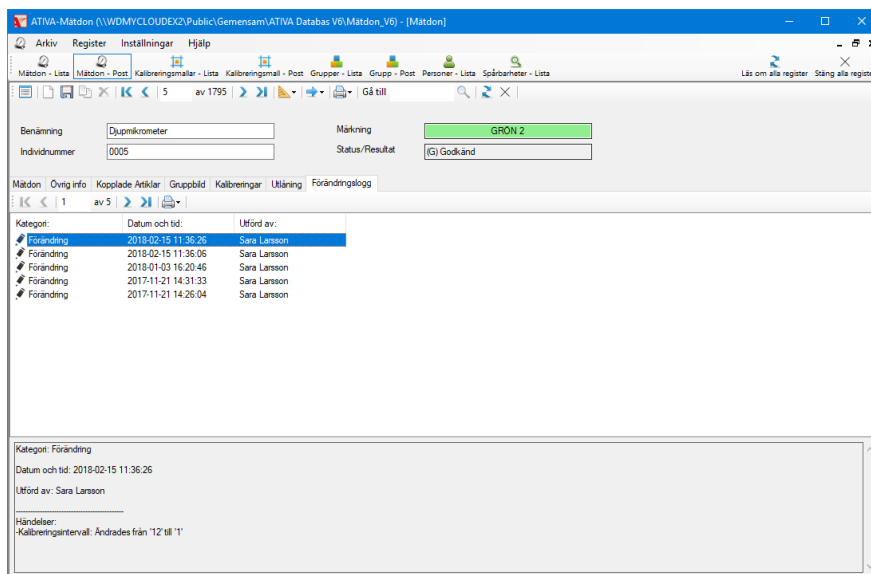 ATIVA-Mätdon (\\WDMYCLOUDEX2\Public\Gemensam\ATIVA Databas V6\Mätdon_V6) - [Mätdon]
Arkiv Register Inställningar Hjälp
Mätdon - Lista Mätdon - Post Kalibreringsmallar - Lista Kalibreringsmall - Post Grupper - Lista Grupp - Post Personer - Lista Spårbarheter - Lista Läs om alla register Stäng alla registe
5 av 1795 Gå till
Benämning Djupmikrometer Märkning GRÖN 2
Individnummer 0005 Status/Resultat (G) Godkänd
Mätdon Övrig info Kopplade Artiklar Gruppbild Kalibreringar Utlåning Förändringslogg
1 av 5
Kategori: Datum och tid: Utförd av:
Förändring 2018-02-15 11:36:26 Sara Larsson
Förändring 2018-02-15 11:36:06 Sara Larsson
Förändring 2018-01-03 16:20:46 Sara Larsson
Förändring 2017-11-21 14:31:33 Sara Larsson
Förändring 2017-11-21 14:26:04 Sara Larsson
Kategori: Förändring
Datum och tid: 2018-02-15 11:36:26
Utförd av: Sara Larsson
Händelser:
-Kalibreringsintervall: Ändrades från '12' till '1'